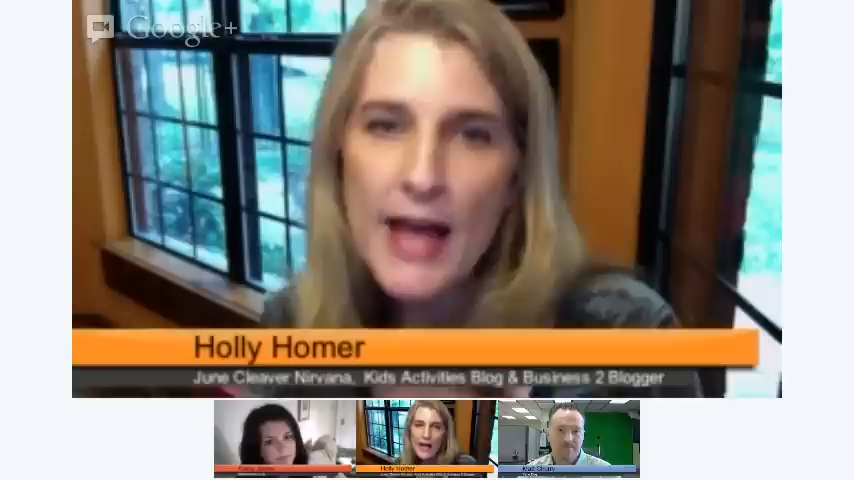 Google+
Holly Homer
June Cleaver Nirvana, Kids Activities Blog & Business 2 Blogger
Holly Homer